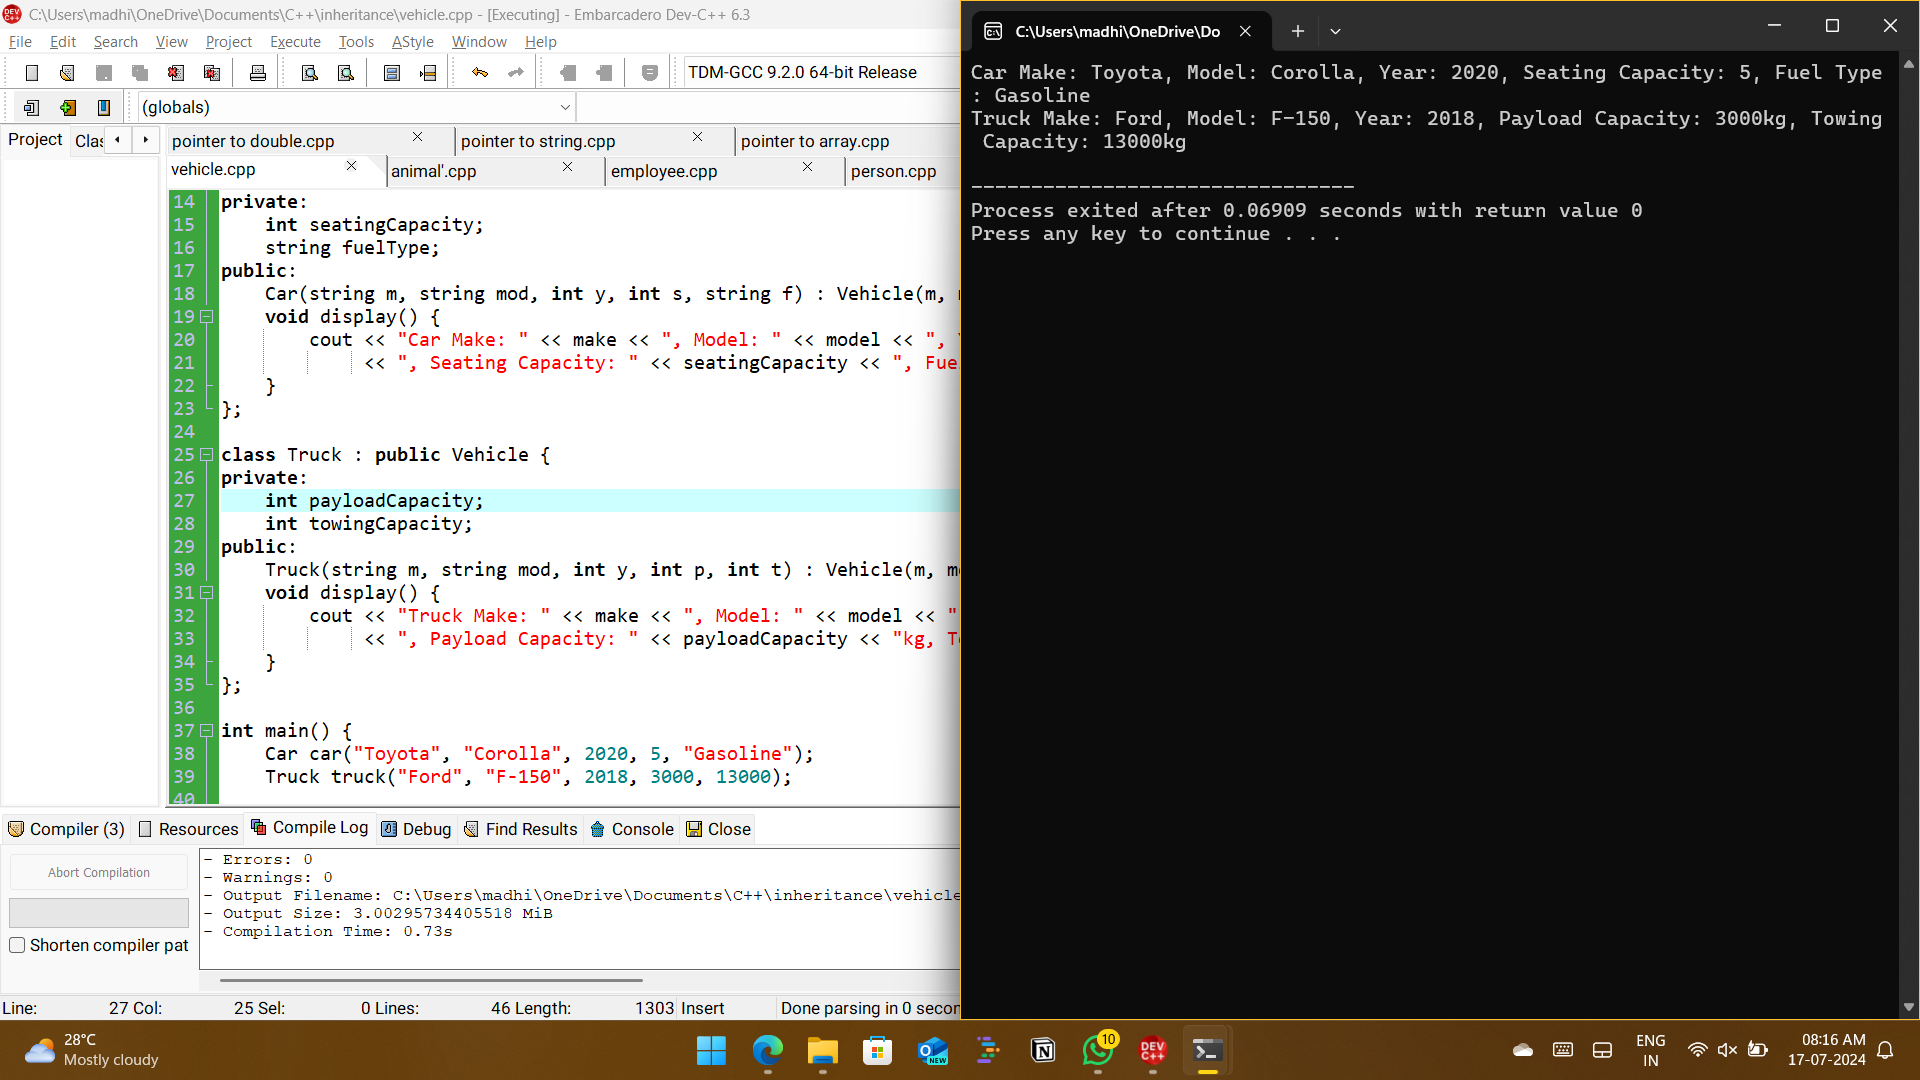 C:\Users\madhi\OneDrive\Documents\C++\inheritance\vehicle.cpp - [Executing] - Embarcadero Dev-C++ 6.3
File Edit Search View Project Execute Tools AStyle Window Help
TDM-GCC 9.2.0 64-bit Release
(globals)
Project Clas
pointer to double.cpp pointer to string.cpp pointer to array.cpp
vehicle.cpp animal'.cpp employee.cpp person.cpp
14 private:
15 int seatingCapacity;
16 string fuelType;
17 public:
18 Car(string m, string mod, int y, int s, string f) : Vehicle(m,
19 void display() {
20 cout << "Car Make: " << make << ", Model: " << model << ",
21 << ", Seating Capacity: " << seatingCapacity << ", Fue
22 }
23 };
24
25 class Truck : public Vehicle {
26 private:
27 int payloadCapacity;
28 int towingCapacity;
29 public:
30 Truck(string m, string mod, int y, int p, int t) : Vehicle(m, m
31 void display() {
32 cout << "Truck Make: " << make << ", Model: " << model << "
33 << ", Payload Capacity: " << payloadCapacity << "kg, T
34 }
35 };
36
37 int main() {
38 Car car("Toyota", "Corolla", 2020, 5, "Gasoline");
39 Truck truck("Ford", "F-150", 2018, 3000, 13000);
40
Compiler (3) Resources Compile Log Debug Find Results Console Close
Abort Compilation
Shorten compiler pat
- Errors: 0
- Warnings: 0
- Output Filename: C:\Users\madhi\OneDrive\Documents\C++\inheritance\vehicle
- Output Size: 3.00295734405518 MiB
- Compilation Time: 0.73s
Line: 27 Col: 25 Sel: 0 Lines: 46 Length: 1303 Insert Done parsing in 0 secon
C:\Users\madhi\OneDrive\Do
Car Make: Toyota, Model: Corolla, Year: 2020, Seating Capacity: 5, Fuel Type
: Gasoline
Truck Make: Ford, Model: F-150, Year: 2018, Payload Capacity: 3000kg, Towing
Capacity: 13000kg
--------------------------------
Process exited after 0.06909 seconds with return value 0
Press any key to continue . . .
28°C
Mostly cloudy
NEW
10
DEV
C++
ENG
IN
08:16 AM
17-07-2024